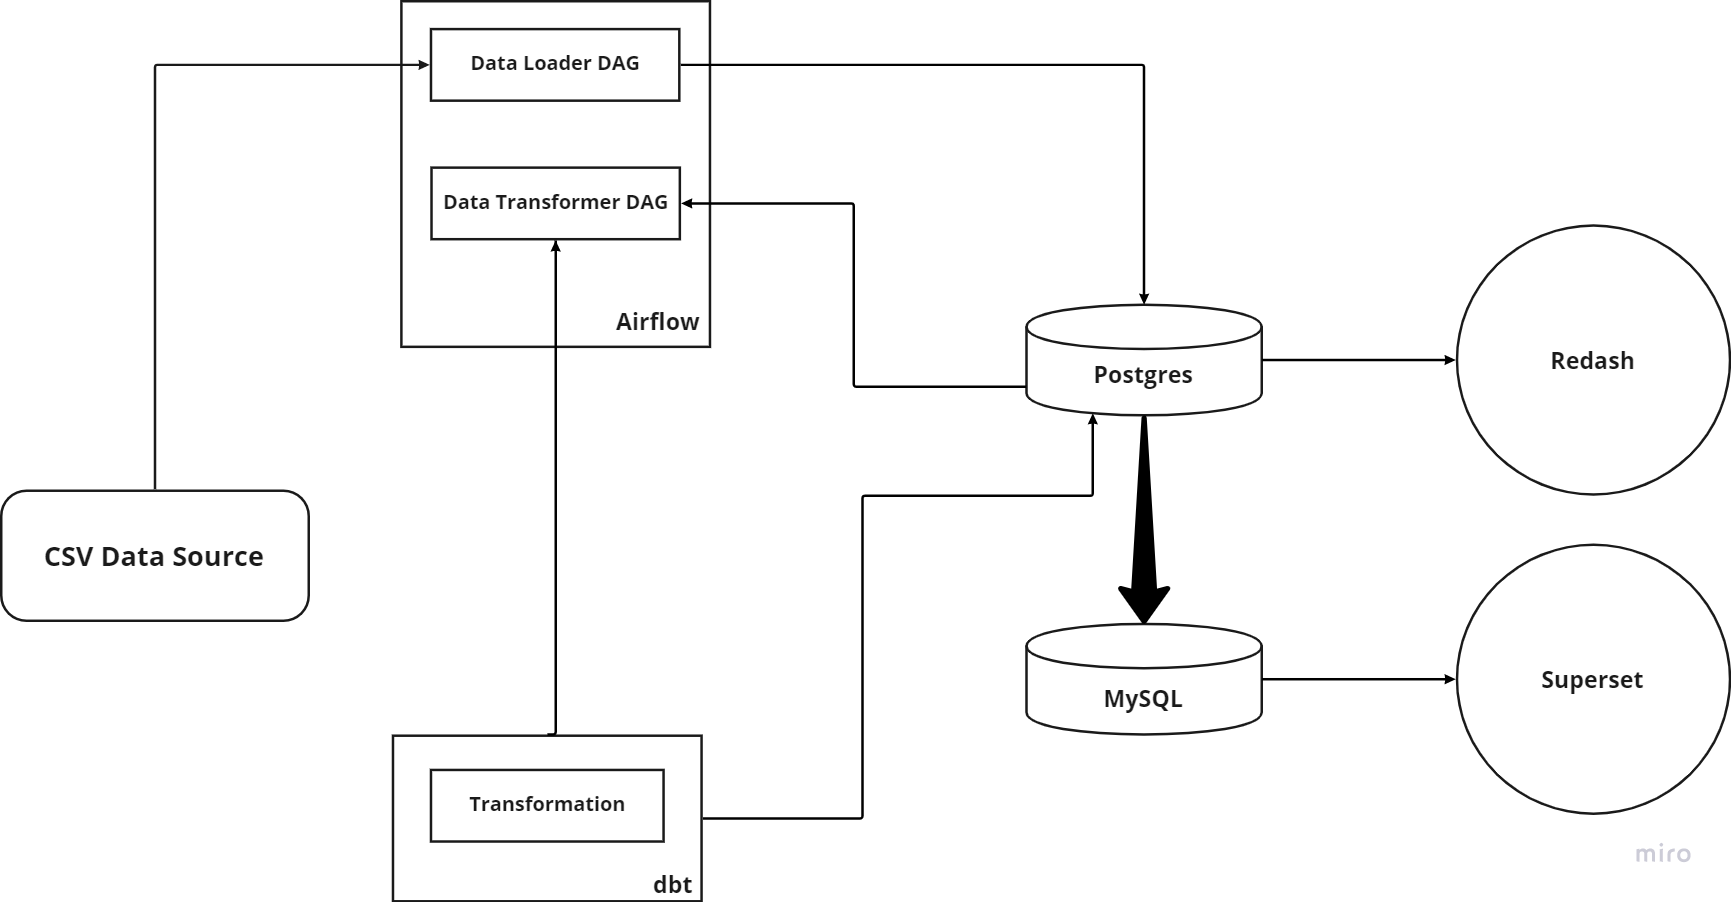 Data Loader DAG
Data Transformer DAG
Airflow
Redash
Postgres
CSV Data Source
Superset
MySQL
Transformation
miro
dbt